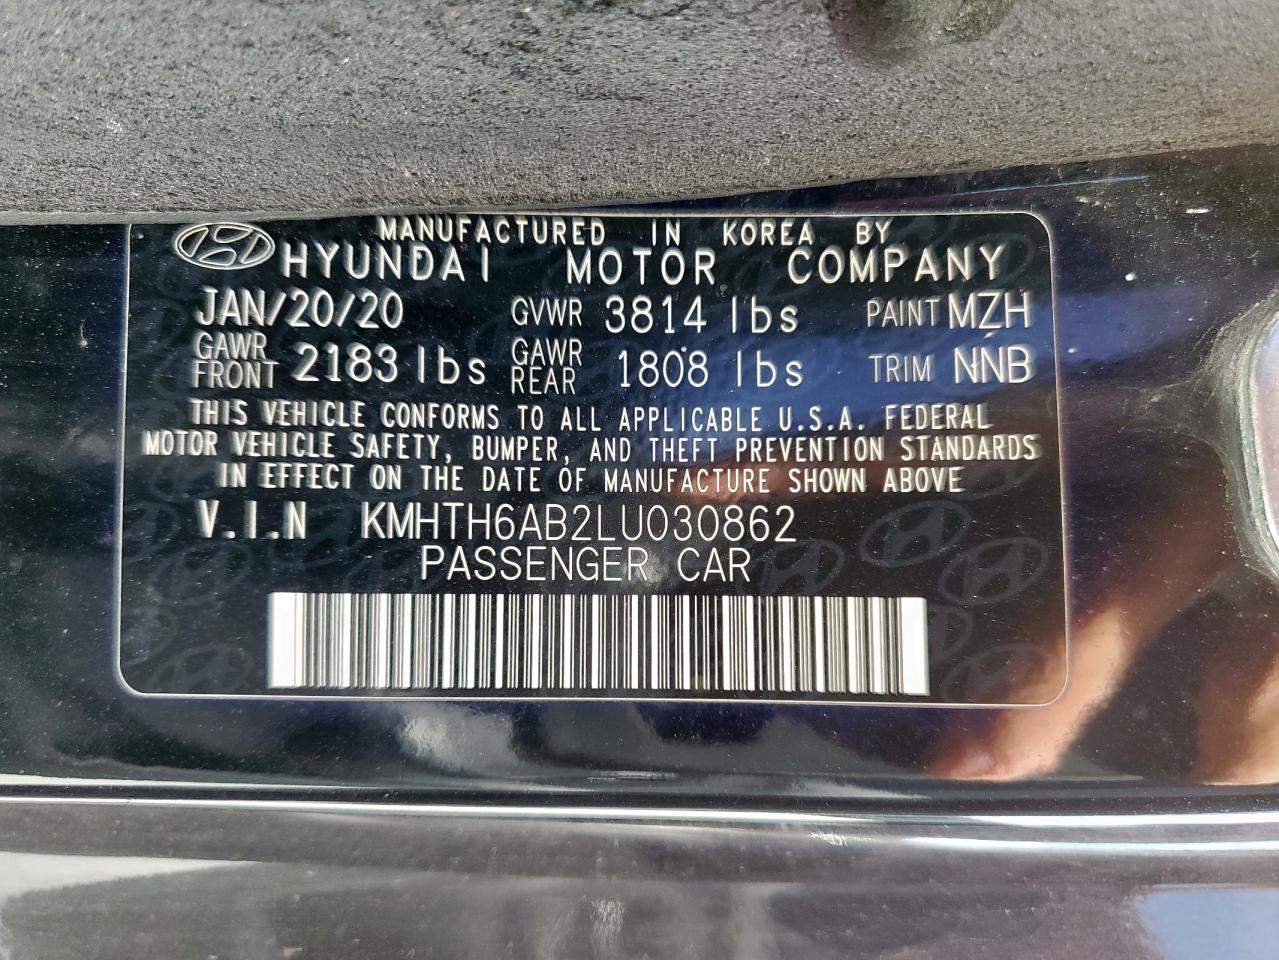 MANUFACTURED IN KOREA BY
HYUNDAI MOTOR COMPANY
JAN/20/20 GVWR 3814 lbs PAINT MZH
GAWR FRONT 2183 lbs GAWR REAR 1808 lbs TRIM NNB
THIS VEHICLE CONFORMS TO ALL APPLICABLE U.S.A. FEDERAL
MOTOR VEHICLE SAFETY, BUMPER, AND THEFT PREVENTION STANDARDS
IN EFFECT ON THE DATE OF MANUFACTURE SHOWN ABOVE
V.I.N KMHTH6AB2LU030862
PASSENGER CAR